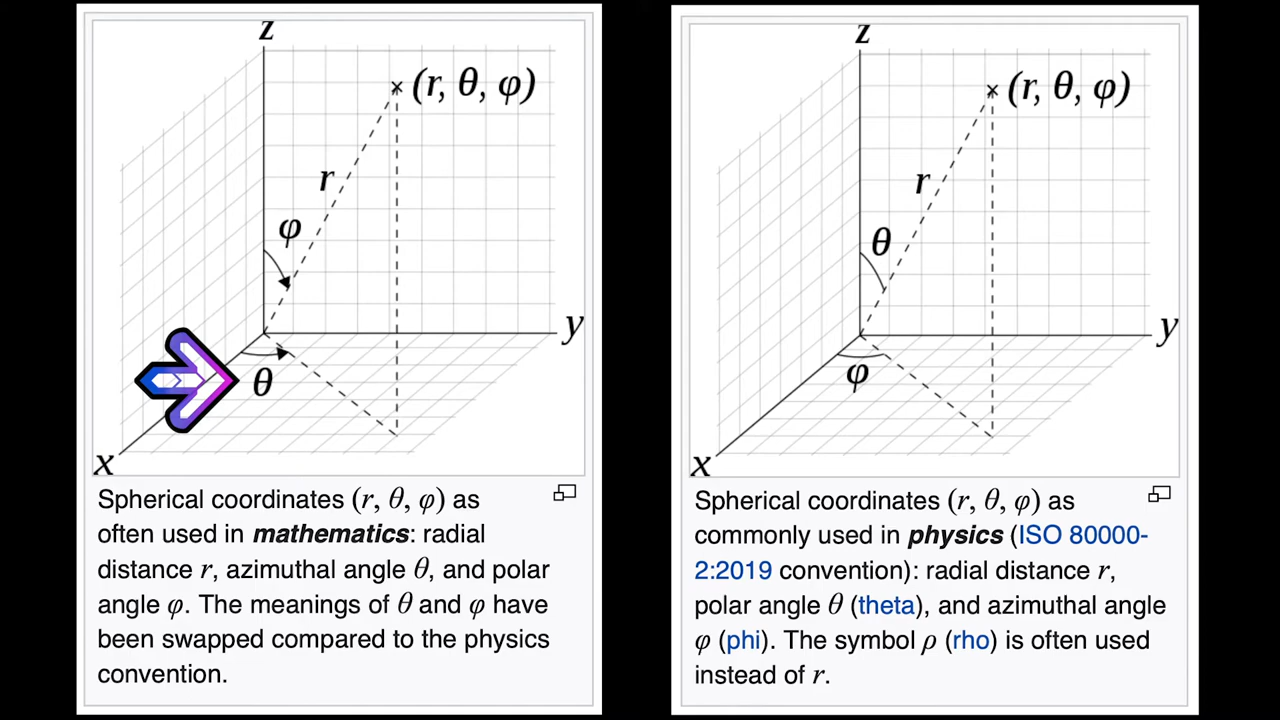 z
(r, θ, φ)
r
φ
y
θ
x
Spherical coordinates (r, θ, φ) as
often used in mathematics: radial
distance r, azimuthal angle θ, and polar
angle φ. The meanings of θ and φ have
been swapped compared to the physics
convention.
z
(r, θ, φ)
r
θ
y
φ
x
Spherical coordinates (r, θ, φ) as
commonly used in physics (ISO 80000-
2:2019 convention): radial distance r,
polar angle θ (theta), and azimuthal angle
φ (phi). The symbol ρ (rho) is often used
instead of r.